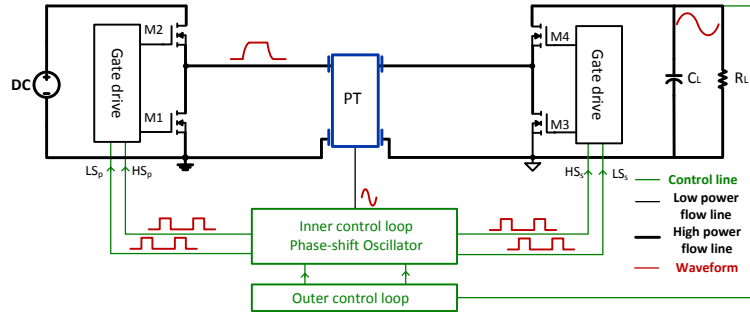 M2
Gate drive
M1
DC
LSp
HSp
PT
M4
Gate drive
M3
HSs
LSs
CL
RL
Control line
Low power
flow line
High power
flow line
Waveform
Inner control loop
Phase-shift Oscillator
Outer control loop